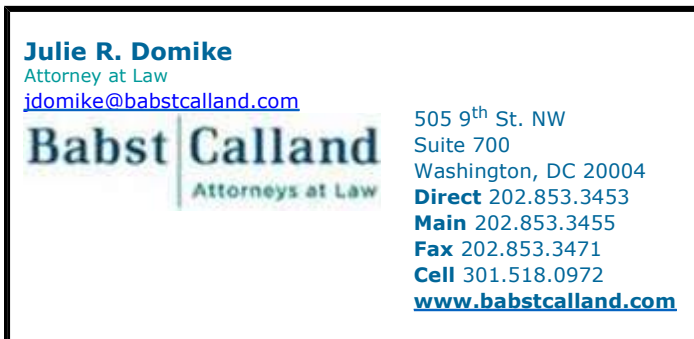 Julie R. Domike
Attorney at Law
jdomike@babstcalland.com
Babst Calland
Attorneys at Law
505 9th St. NW
Suite 700
Washington, DC 20004
Direct 202.853.3453
Main 202.853.3455
Fax 202.853.3471
Cell 301.518.0972
www.babstcalland.com